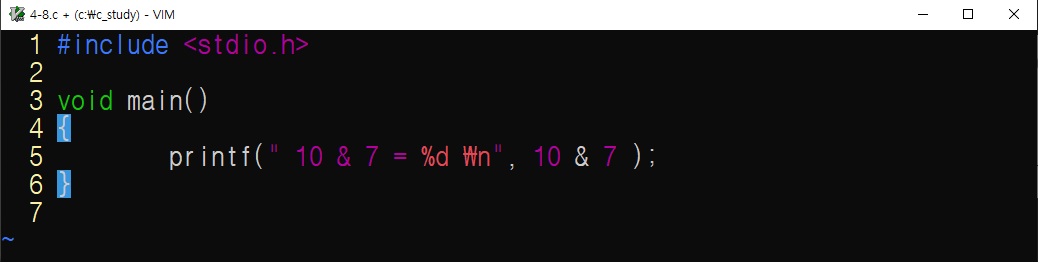 4-8.c + (c:₩c_study) - VIM
1 #include <stdio.h>
2
3 void main()
4 {
5         printf(" 10 & 7 = %d ₩n", 10 & 7 );
6 }
7
~